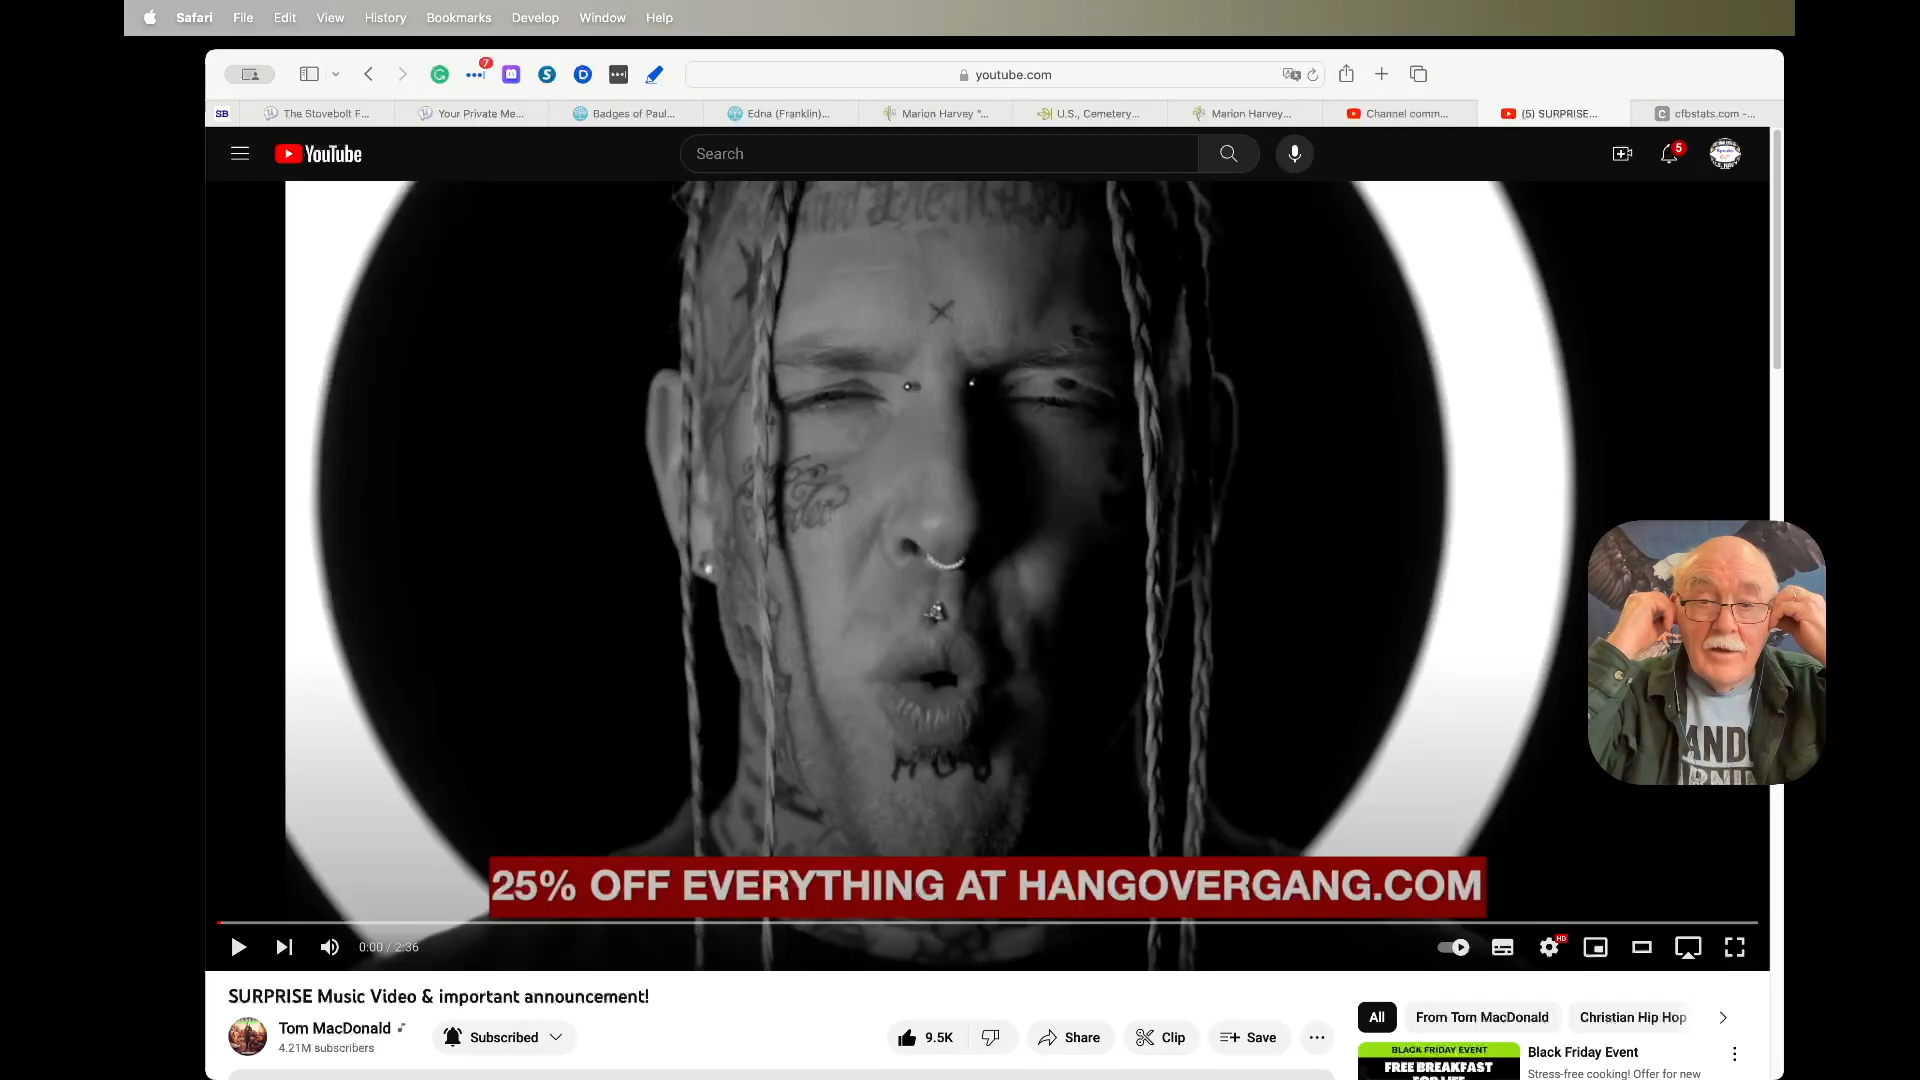 Safari File Edit View History Bookmarks Develop Window Help
7
youtube.com
SB The Stovebolt F... Your Private Me... Badges of Paul... Edna (Franklin)... Marion Harvey "... U.S., Cemetery... Marion Harvey... Channel comm... (5) SURPRISE... cfbstats.com -...
YouTube Search 5
25% OFF EVERYTHING AT HANGOVERGANG.COM
0:00 / 2:36 HD
SURPRISE Music Video & important announcement!
Tom MacDonald
4.21M subscribers
Subscribed
9.5K
Share
Clip
Save
All From Tom MacDonald Christian Hip Hop
BLACK FRIDAY EVENT
FREE BREAKFAST
Black Friday Event
Stress-free cooking! Offer for new